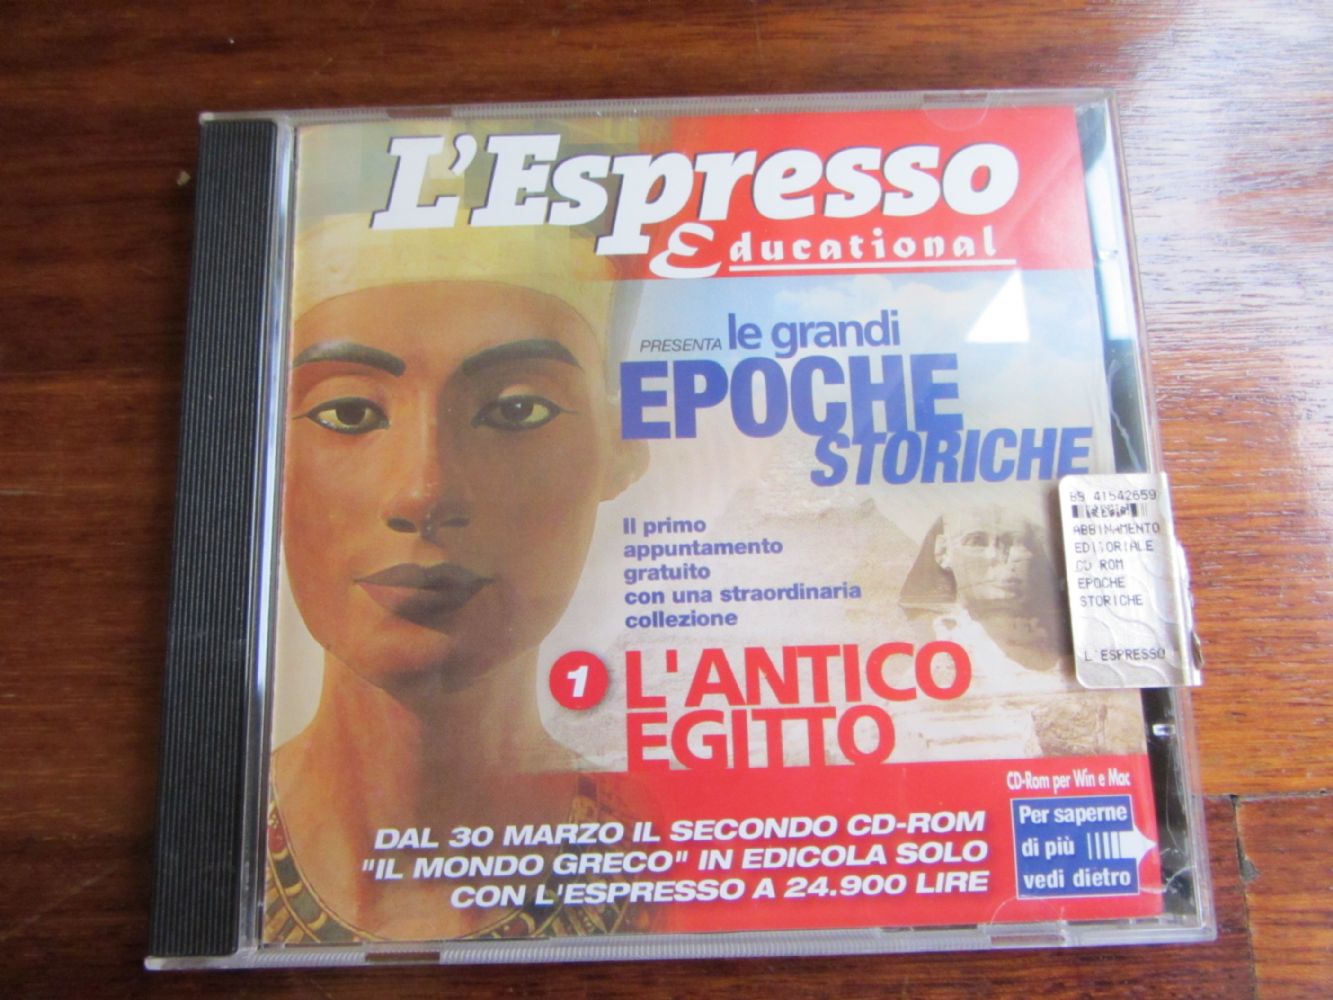 L'Espresso
Educational
PRESENTA le grandi
EPOCHE
STORICHE
Il primo
appuntamento
gratuito
con una straordinaria
collezione
1 L'ANTICO
EGITTO
BS 41542659
ABBINAMENTO
EDITORIALE
CD ROM
EPOCHE
STORICHE
L'ESPRESSO
CD-Rom per Win e Mac
DAL 30 MARZO IL SECONDO CD-ROM
"IL MONDO GRECO" IN EDICOLA SOLO
CON L'ESPRESSO A 24.900 LIRE
Per saperne
di più
vedi dietro